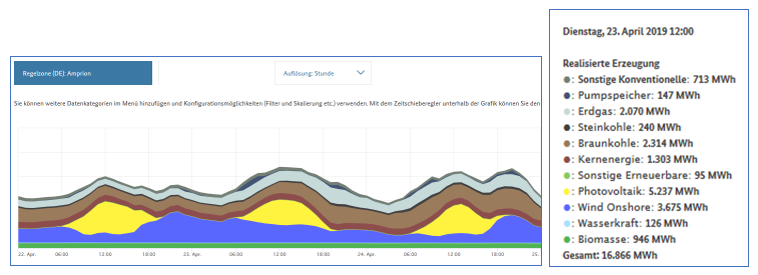 Regelzone (DE): Amprion
Auflösung: Stunde
Sie können weitere Datenkategorien im Menü hinzufügen und Konfigurationsmöglichkeiten (Filter und Skalierung etc.) verwenden. Mit dem Zeitschieberegler unterhalb der Grafik können Sie den
22. Apr. 06:00 12:00 18:00 23. Apr. 06:00 12:00 18:00 24. Apr. 06:00 12:00 18:00 25.
Dienstag, 23. April 2019 12:00
Realisierte Erzeugung
●: Sonstige Konventionelle: 713 MWh
●: Pumpspeicher: 147 MWh
●: Erdgas: 2.070 MWh
●: Steinkohle: 240 MWh
●: Braunkohle: 2.314 MWh
●: Kernenergie: 1.303 MWh
●: Sonstige Erneuerbare: 95 MWh
●: Photovoltaik: 5.237 MWh
●: Wind Onshore: 3.675 MWh
●: Wasserkraft: 126 MWh
●: Biomasse: 946 MWh
Gesamt: 16.866 MWh